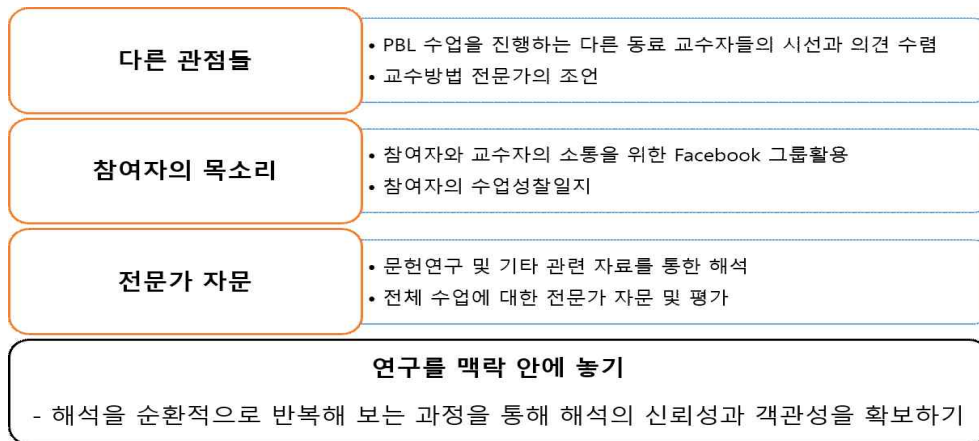 다른 관점들
• PBL 수업을 진행하는 다른 동료 교수자들의 시선과 의견 수렴
• 교수방법 전문가의 조언
참여자의 목소리
• 참여자와 교수자의 소통을 위한 Facebook 그룹활용
• 참여자의 수업성찰일지
전문가 자문
• 문헌연구 및 기타 관련 자료를 통한 해석
• 전체 수업에 대한 전문가 자문 및 평가
연구를 맥락 안에 놓기
- 해석을 순환적으로 반복해 보는 과정을 통해 해석의 신뢰성과 객관성을 확보하기